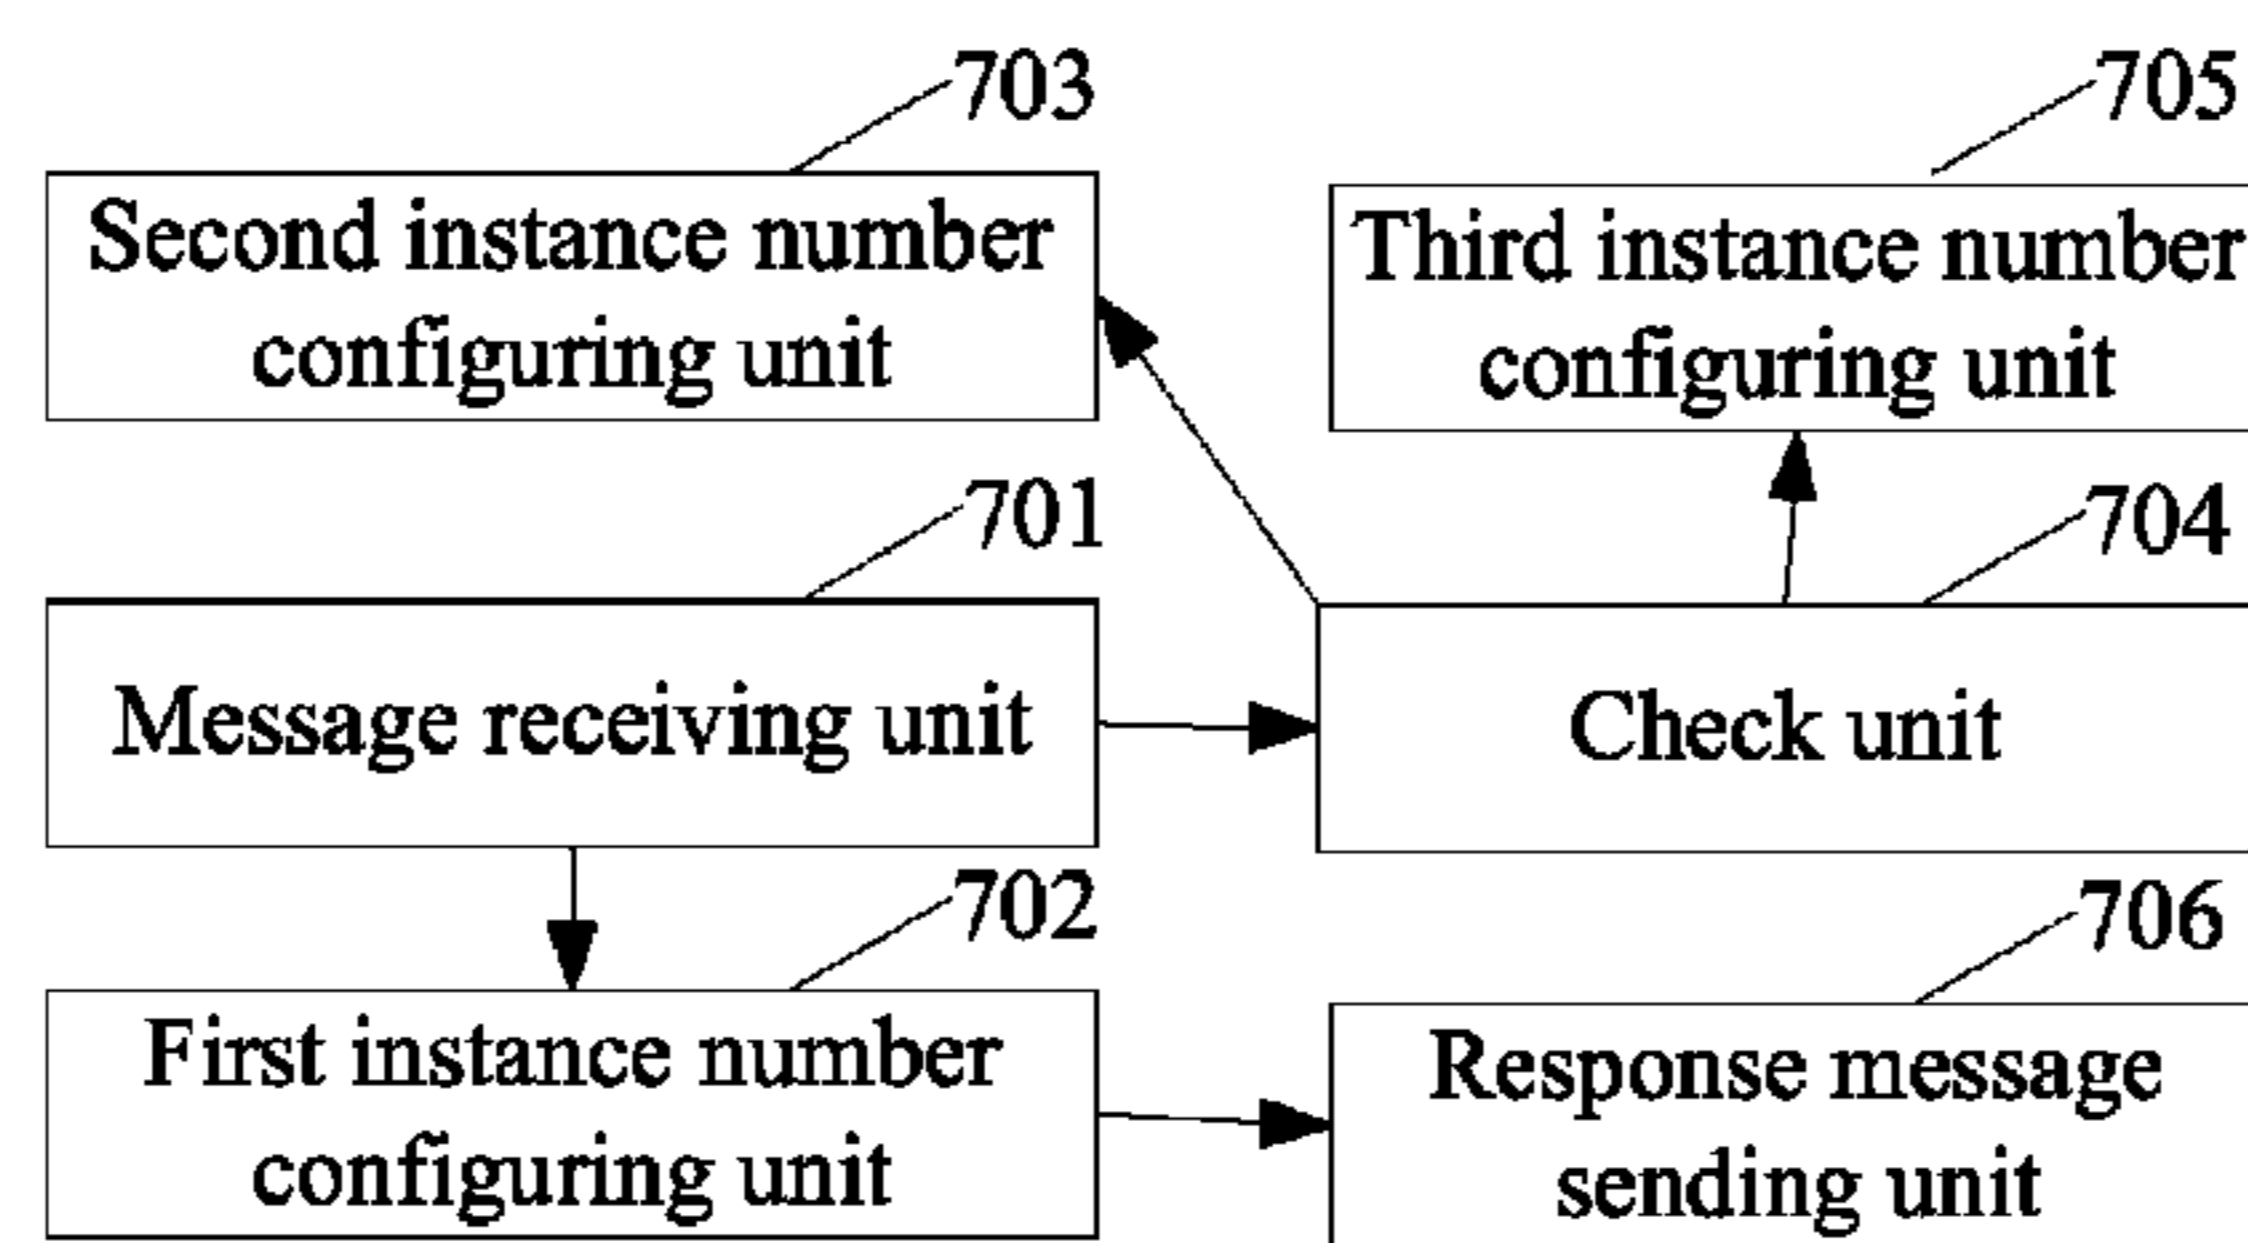 703
705
Second instance number
configuring unit
Third instance number
configuring unit
701
704
Message receiving unit
Check unit
702
706
First instance number
configuring unit
Response message
sending unit